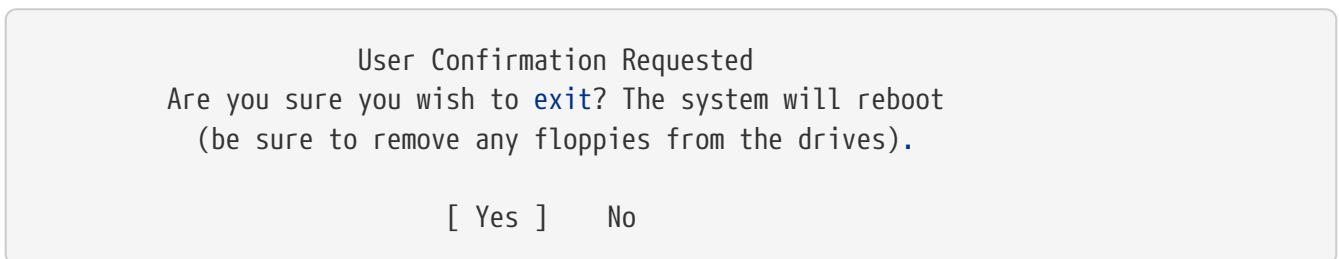 User Confirmation Requested
Are you sure you wish to exit? The system will reboot
(be sure to remove any floppies from the drives).
[ Yes ] No